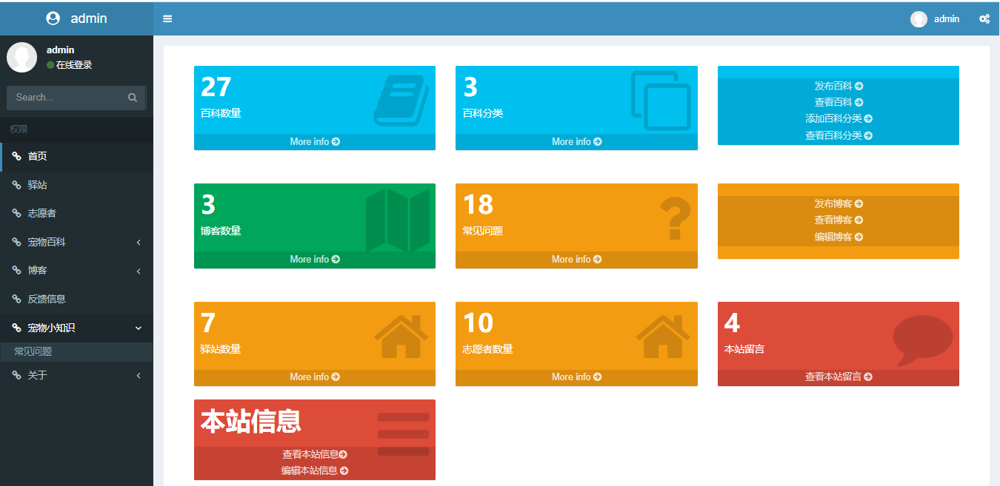 admin
admin
admin
在线登录
Search...
权限
首页
驿站
志愿者
宠物百科
博客
反馈信息
宠物小知识
常见问题
关于
27
百科数量
More info
3
百科分类
More info
发布百科
查看百科
添加百科分类
查看百科分类
3
博客数量
More info
18
常见问题
More info
发布博客
查看博客
编辑博客
7
驿站数量
More info
10
志愿者数量
More info
4
本站留言
查看本站留言
本站信息
查看本站信息
编辑本站信息